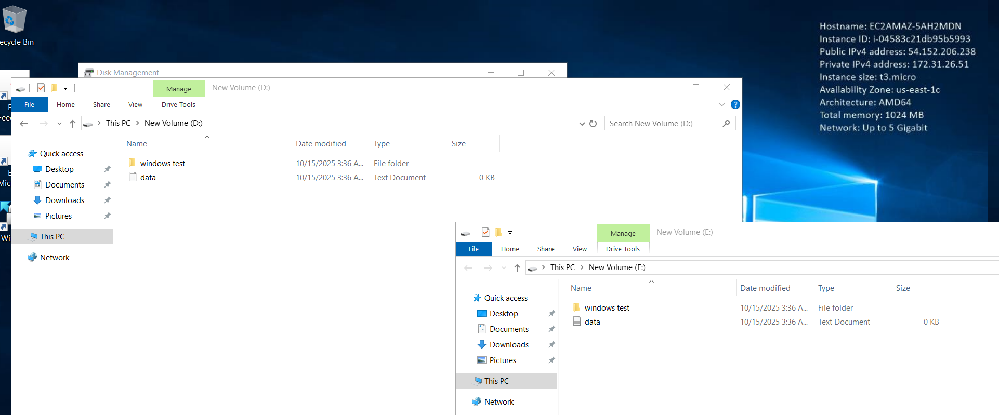 ecycle Bin
Hostname: EC2AMAZ-5AH2MDN
Instance ID: i-04583c21db95b5993
Public IPv4 address: 54.152.206.238
Private IPv4 address: 172.31.26.51
Instance size: t3.micro
Availability Zone: us-east-1c
Architecture: AMD64
Total memory: 1024 MB
Network: Up to 5 Gigabit
E
Feec
E
Mic
Wi
Disk Management
Manage New Volume (D:)
File Home Share View Drive Tools
This PC New Volume (D:) Search New Volume (D:)
Name Date modified Type Size
windows test 10/15/2025 3:36 A... File folder
data 10/15/2025 3:36 A... Text Document 0 KB
Quick access
Desktop
Documents
Downloads
Pictures
This PC
Network
Manage New Volume (E:)
File Home Share View Drive Tools
This PC New Volume (E:)
Name Date modified Type Size
windows test 10/15/2025 3:36 A... File folder
data 10/15/2025 3:36 A... Text Document 0 KB
Quick access
Desktop
Documents
Downloads
Pictures
This PC
Network